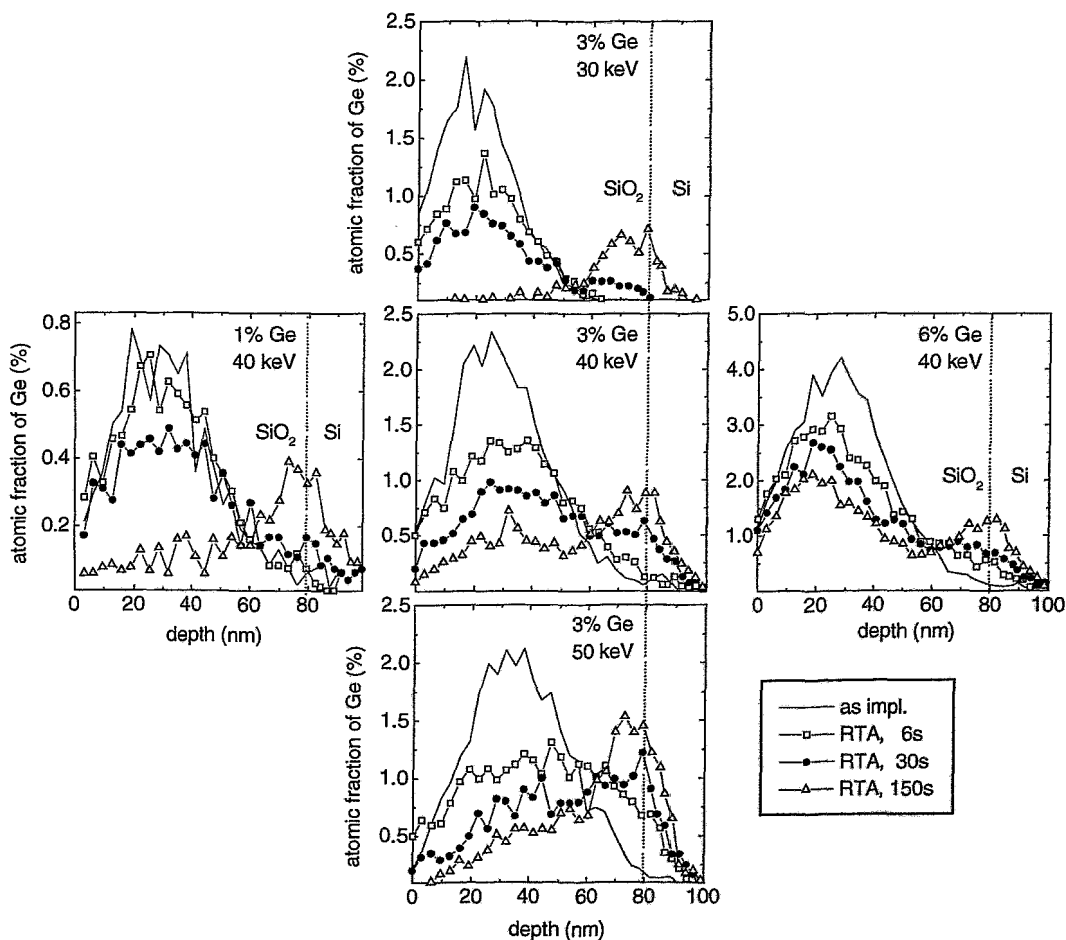 2.5
2.0
1.5
1.0
0.5
atomic fraction of Ge (%)
3% Ge
30 keV
SiO2
Si
0.8
0.6
0.4
0.2
atomic fraction of Ge (%)
1% Ge
40 keV
SiO2
Si
0 20 40 60 80
depth (nm)
2.5
2.0
1.5
1.0
0.5
3% Ge
40 keV
5.0
4.0
3.0
2.0
1.0
6% Ge
40 keV
SiO2
Si
0 20 40 60 80 100
depth (nm)
2.5
2.0
1.5
1.0
0.5
atomic fraction of Ge (%)
3% Ge
50 keV
0 20 40 60 80 100
depth (nm)
as impl.
RTA, 6s
RTA, 30s
RTA, 150s